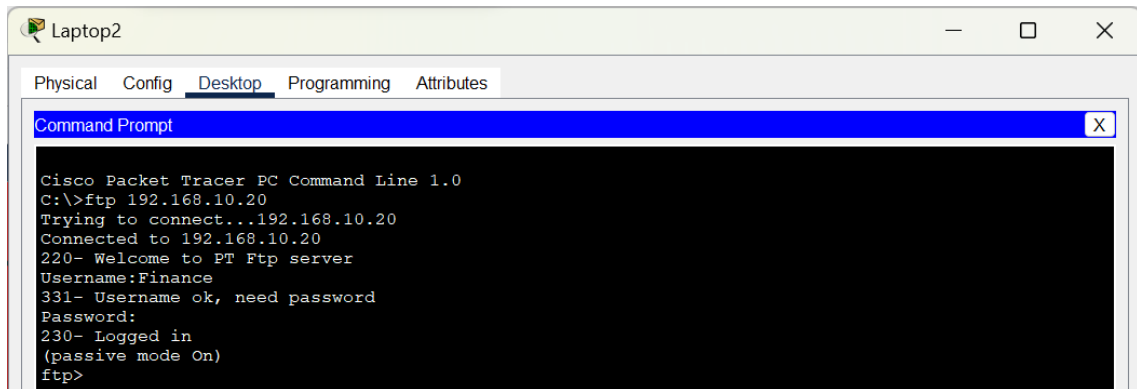 Laptop2
Physical Config Desktop Programming Attributes
Command Prompt X
Cisco Packet Tracer PC Command Line 1.0
C:\>ftp 192.168.10.20
Trying to connect...192.168.10.20
Connected to 192.168.10.20
220- Welcome to PT Ftp server
Username:Finance
331- Username ok, need password
Password:
230- Logged in
(passive mode On)
ftp>